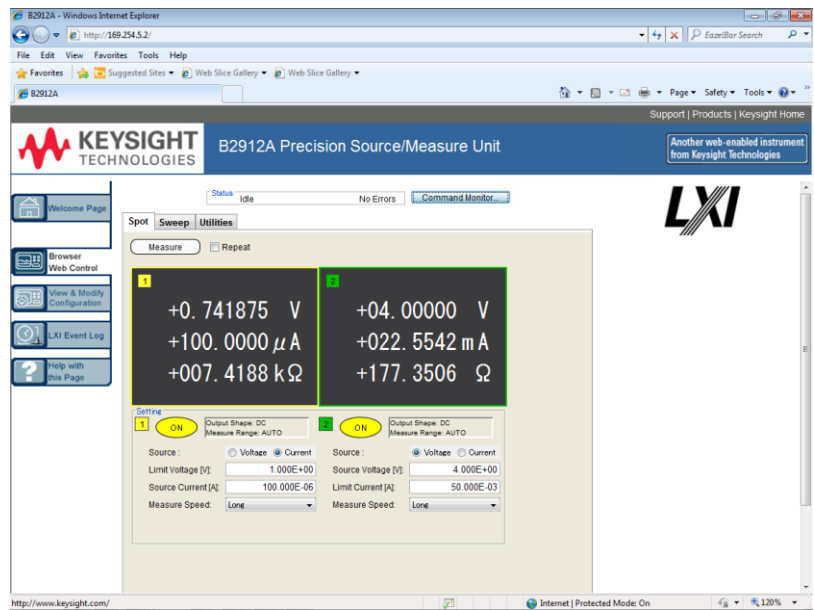 B2912A - Windows Internet Explorer
http://169.254.5.2/
EazelBar Search
File Edit View Favorites Tools Help
Favorites Suggested Sites Web Slice Gallery Web Slice Gallery
B2912A
Page Safety Tools
Support | Products | Keysight Home
KEYSIGHT
TECHNOLOGIES
B2912A Precision Source/Measure Unit
Another web-enabled instrument
from Keysight Technologies
Welcome Page
Browser
Web Control
View & Modify
Configuration
LXI Event Log
Help with
this Page
Status
Idle No Errors Command Monitor...
LXI
Spot Sweep Utilities
Measure Repeat
1
+0.741875 V
+100.0000 μA
+007.4188 kΩ
2
+04.00000 V
+022.5542 mA
+177.3506 Ω
Setting
1 ON Output Shape: DC
Measure Range: AUTO
Source : Voltage Current
Limit Voltage [V]: 1.000E+00
Source Current [A]: 100.000E-06
Measure Speed: Long
2 ON Output Shape: DC
Measure Range: AUTO
Source : Voltage Current
Source Voltage [V]: 4.000E+00
Limit Current [A]: 50.000E-03
Measure Speed: Long
http://www.keysight.com/ Internet | Protected Mode: On 120%